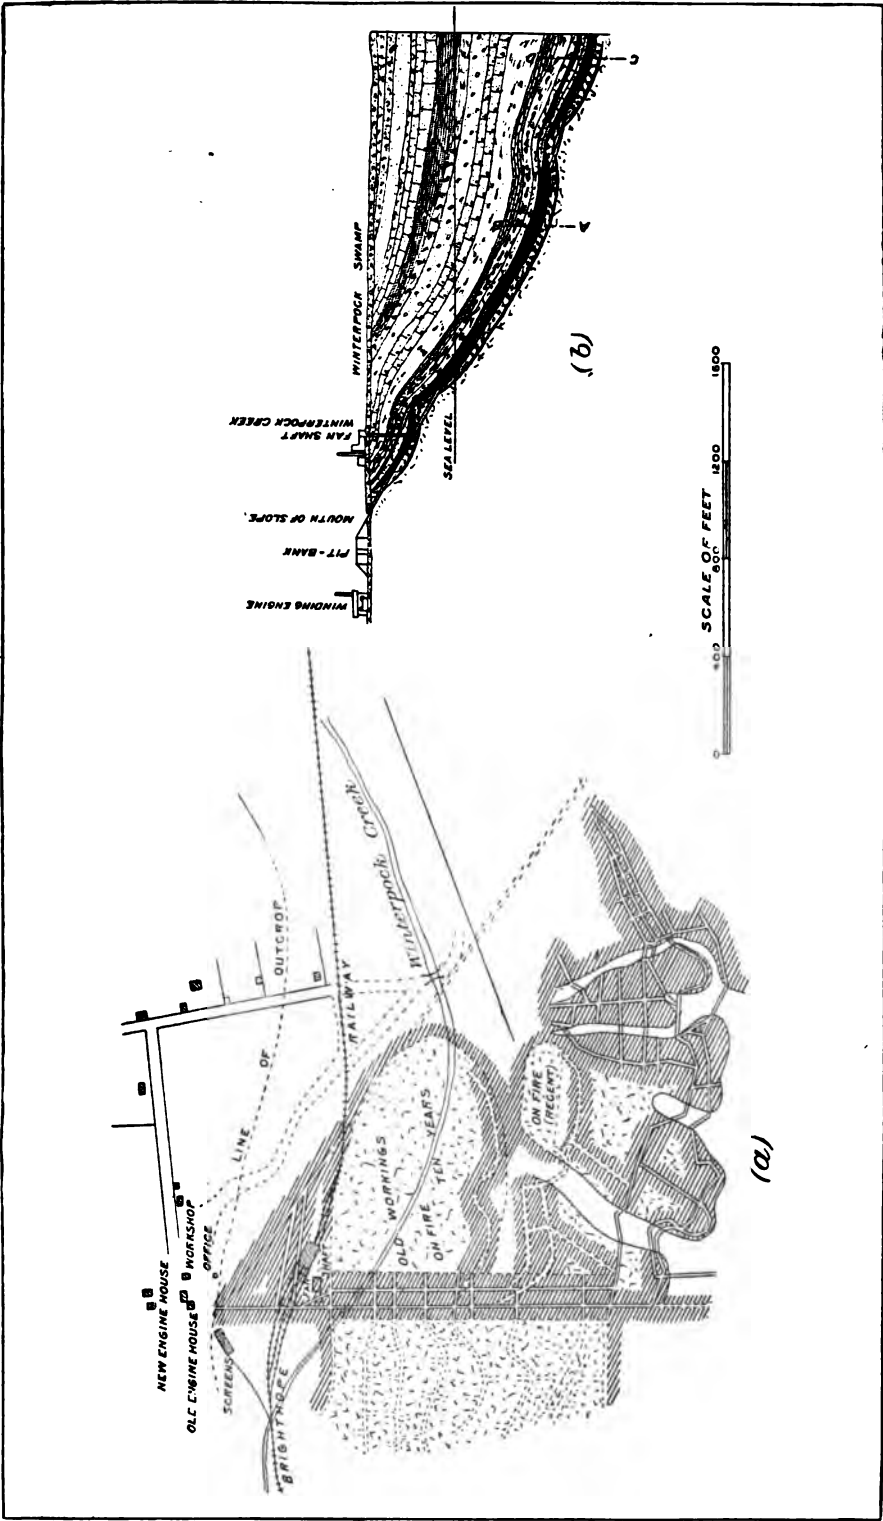 WINDING ENGINE
PIT-BANK
MOUTH OF SLOPE.
FAN SHAFT
WINTERPOCK CREEK
WINTERPOCK SWAMP
SEA LEVEL
A
C
(b)
SCALE OF FEET
0 400 800 1200 1600
NEW ENGINE HOUSE
OLD ENGINE HOUSE
WORKSHOP
OFFICE
SCREENS
LINE OF OUTCROP
BRIGHTHOPE RAILWAY
SHAFT
Winterpock Creek
OLD WORKINGS
ON FIRE TEN YEARS
ON FIRE
(RECENT)
(a)